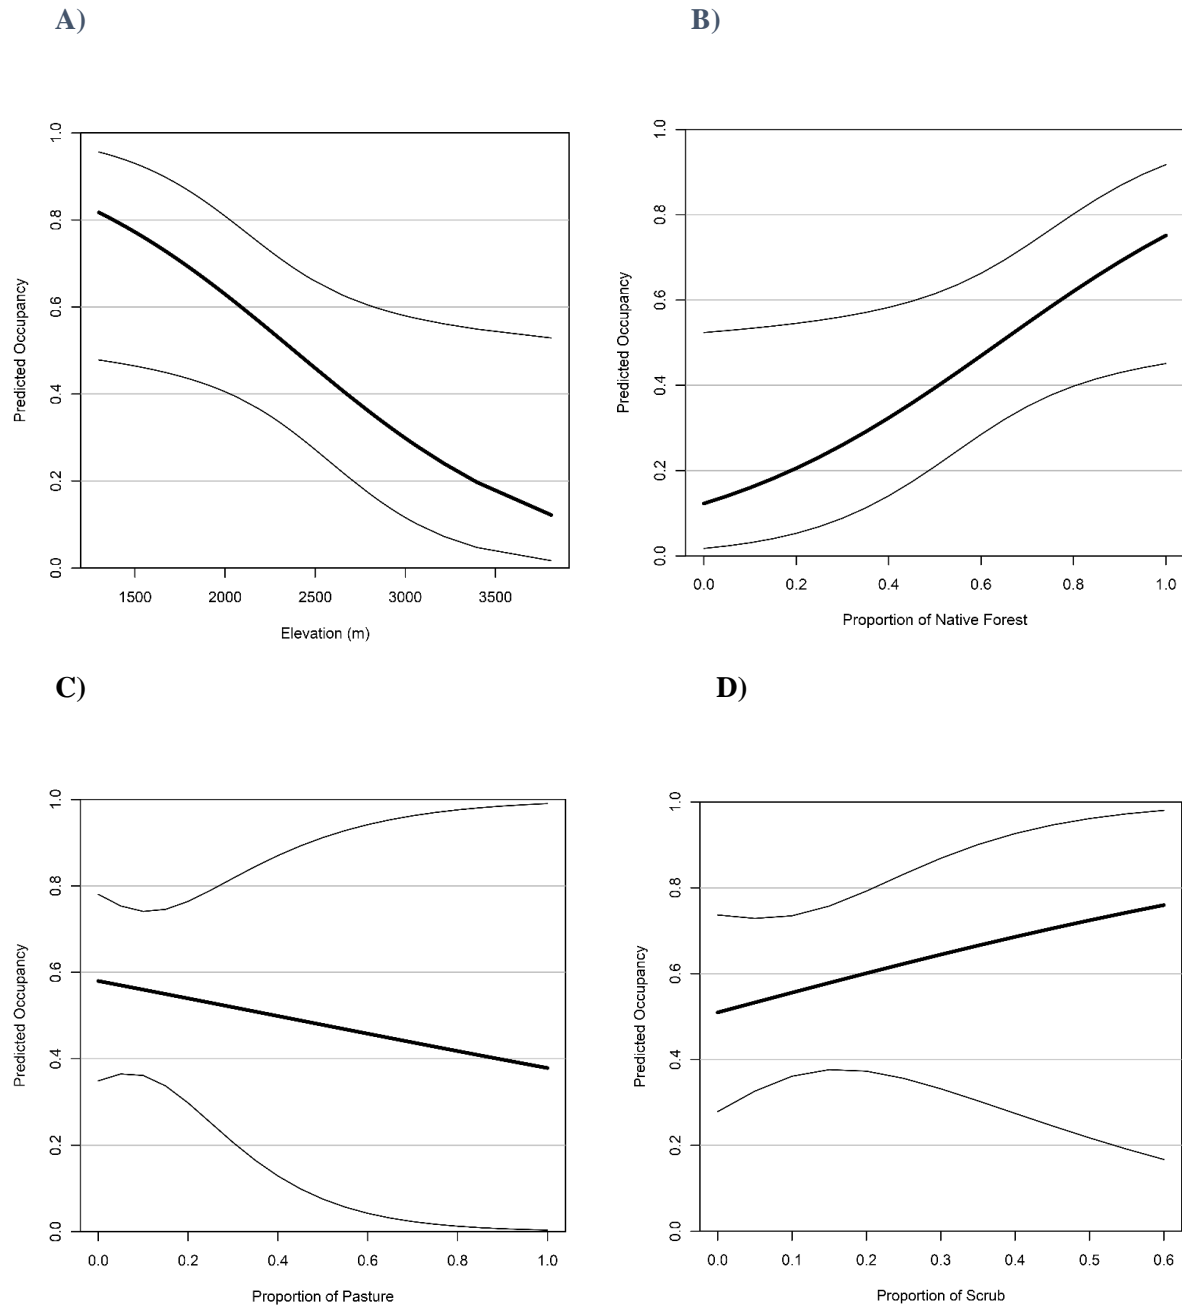 A)
B)
Predicted Occupancy
0.0 0.2 0.4 0.6 0.8 1.0
1500 2000 2500 3000 3500
Elevation (m)
Predicted Occupancy
0.0 0.2 0.4 0.6 0.8 1.0
0.0 0.2 0.4 0.6 0.8 1.0
Proportion of Native Forest
C)
D)
Predicted Occupancy
0.0 0.2 0.4 0.6 0.8 1.0
0.0 0.2 0.4 0.6 0.8 1.0
Proportion of Pasture
Predicted Occupancy
0.0 0.2 0.4 0.6 0.8 1.0
0.0 0.1 0.2 0.3 0.4 0.5 0.6
Proportion of Scrub